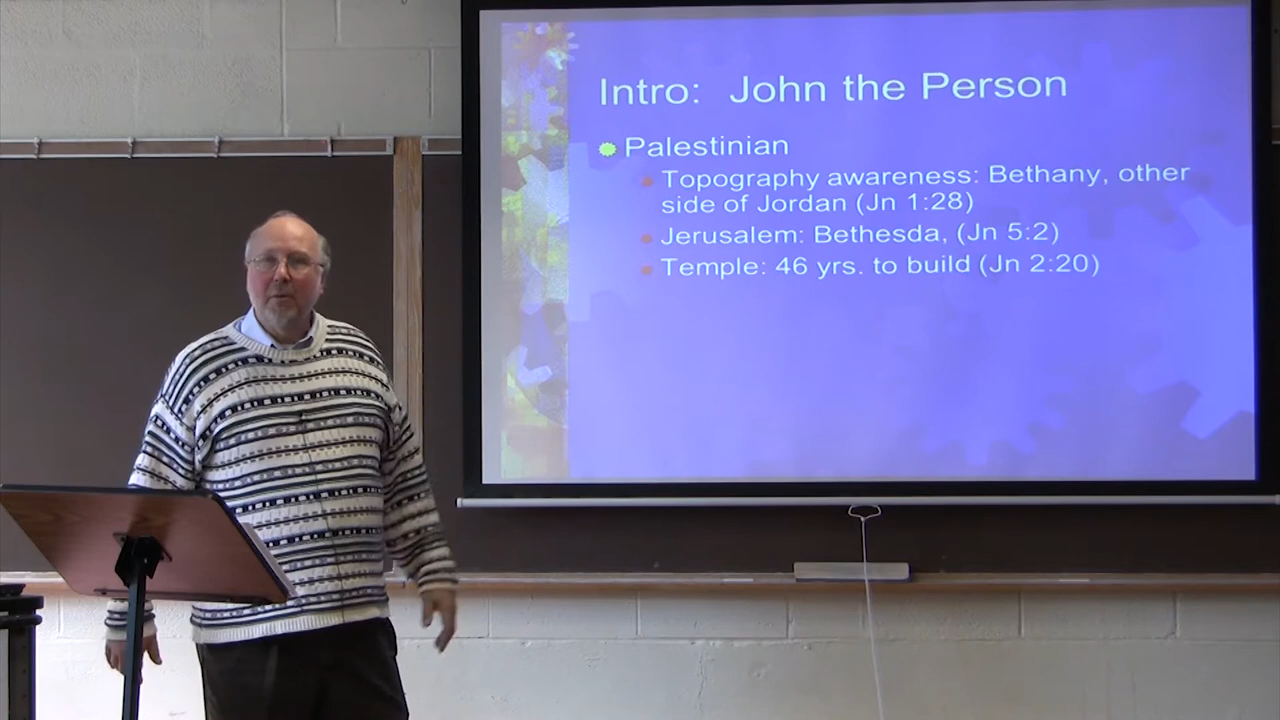 Intro: John the Person
Palestinian
Topography awareness: Bethany, other
side of Jordan (Jn 1:28)
Jerusalem: Bethesda, (Jn 5:2)
Temple: 46 yrs. to build (Jn 2:20)